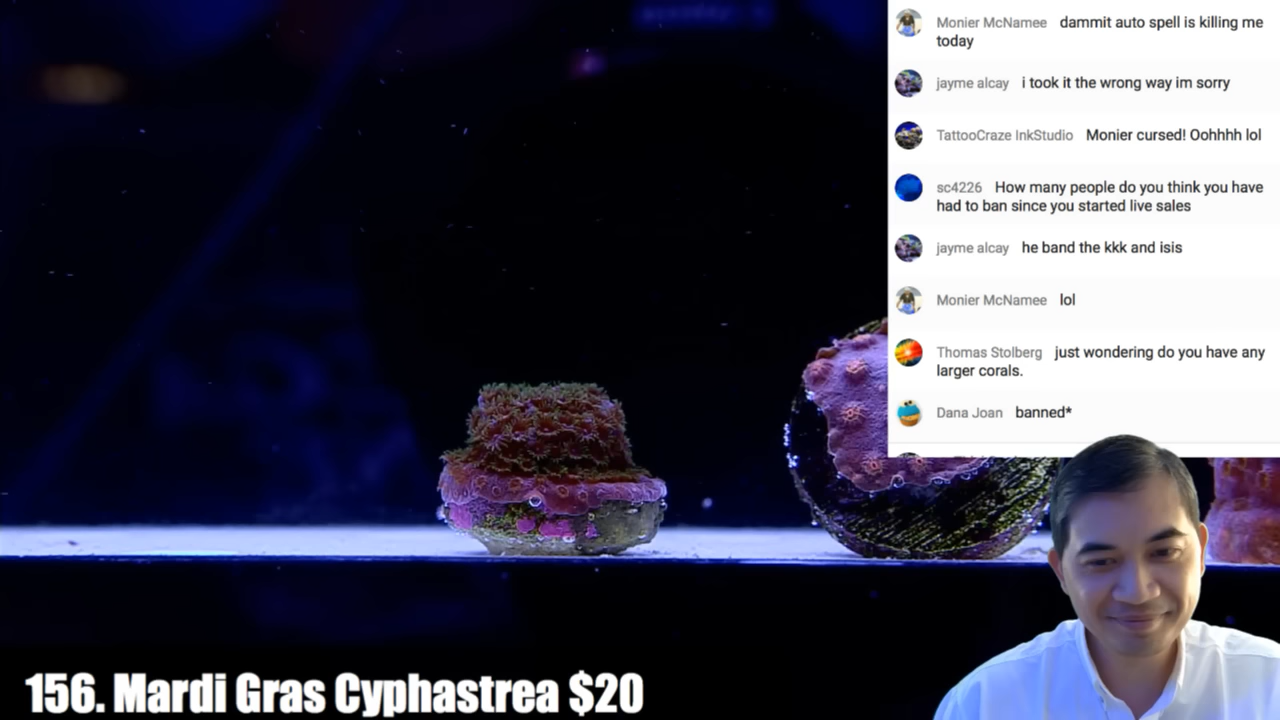 Monier McNamee dammit auto spell is killing me
today
jayme alcay i took it the wrong way im sorry
TattooCraze InkStudio Monier cursed! Oohhhh lol
sc4226 How many people do you think you have
had to ban since you started live sales
jayme alcay he band the kkk and isis
Monier McNamee lol
Thomas Stolberg just wondering do you have any
larger corals.
Dana Joan banned*
156. Mardi Gras Cyphastrea $20